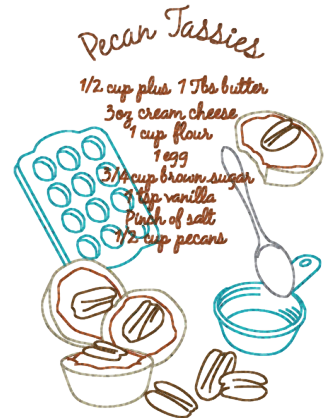 Pecan Tassies
1/2 cup plus 1 Tbs butter
3oz cream cheese
1 cup flour
1 egg
3/4 cup brown sugar
1 tsp vanilla
Pinch of salt
1/2 cup pecans